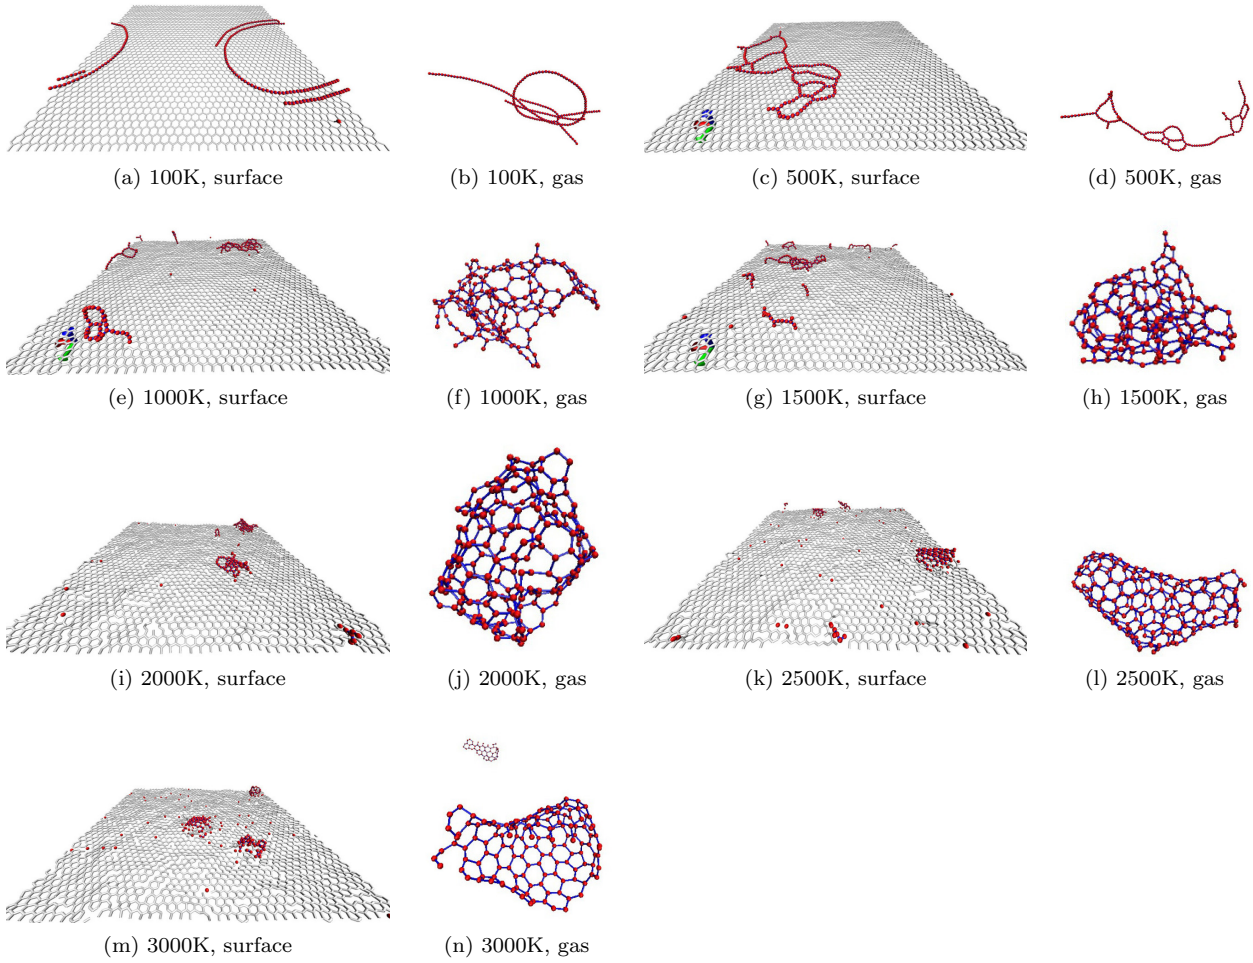 (a) 100K, surface
(b) 100K, gas
(c) 500K, surface
(d) 500K, gas
(e) 1000K, surface
(f) 1000K, gas
(g) 1500K, surface
(h) 1500K, gas
(i) 2000K, surface
(j) 2000K, gas
(k) 2500K, surface
(l) 2500K, gas
(m) 3000K, surface
(n) 3000K, gas